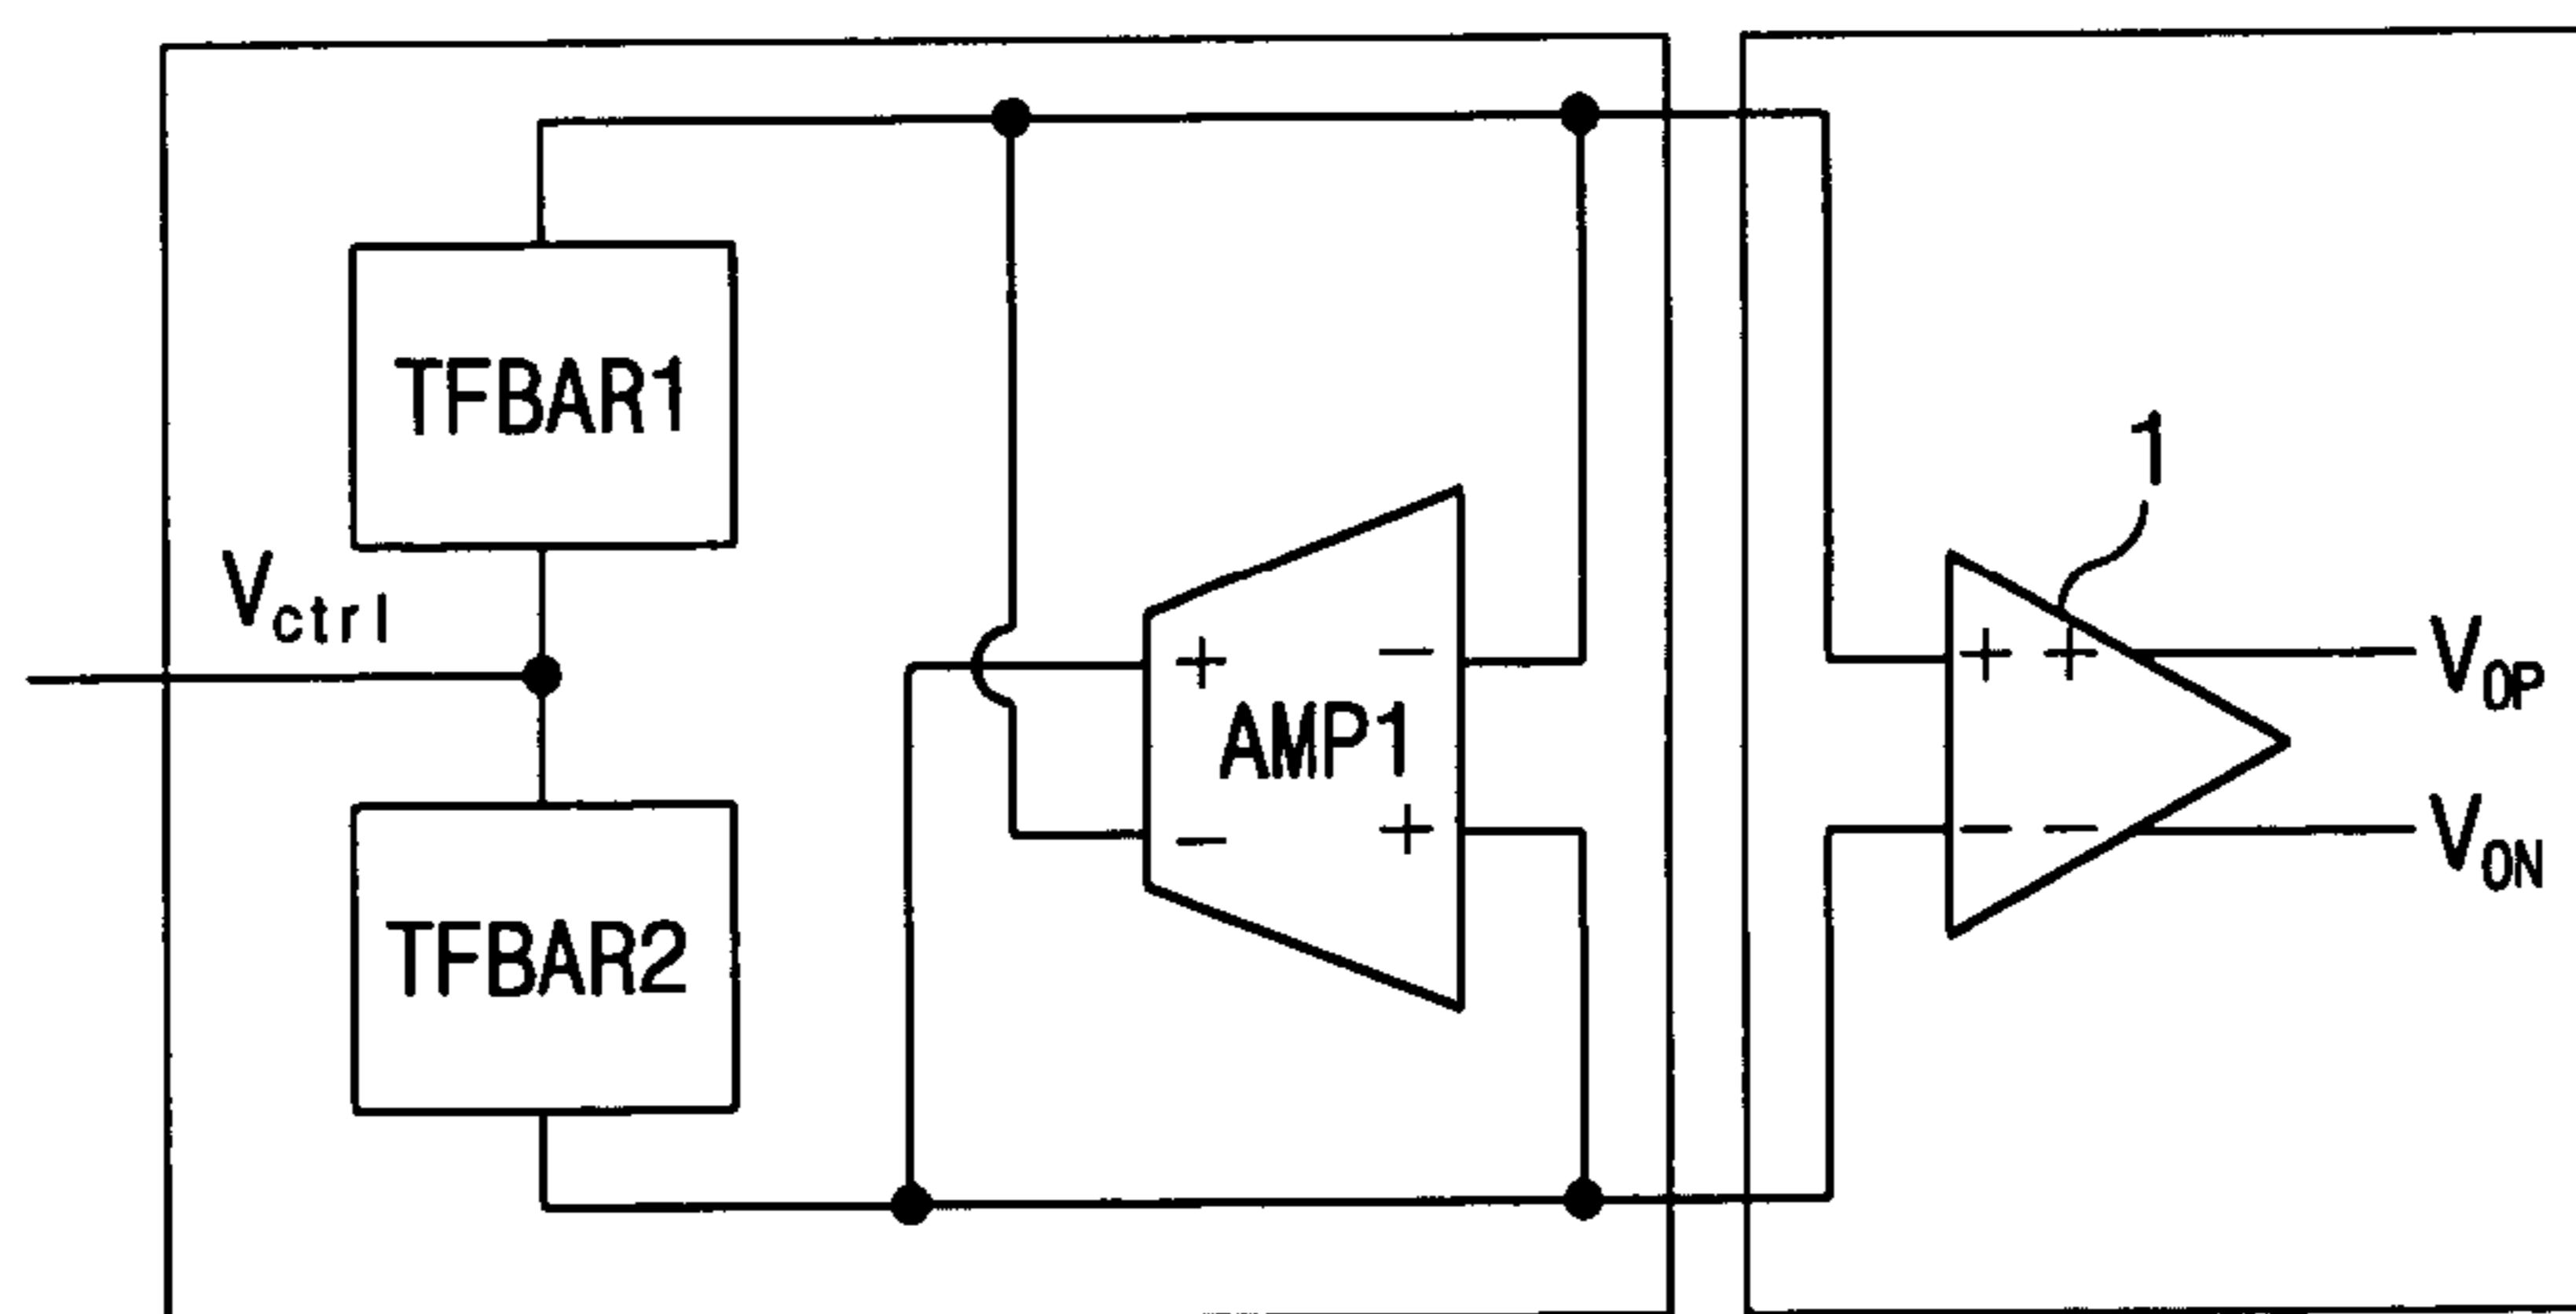 TFBAR1
1
Vctrl
+ − + +
VOP
AMP1
− + − −
VON
TFBAR2